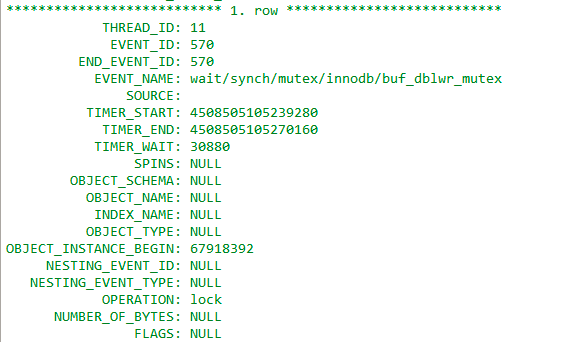 *************************** 1. row ***************************
THREAD_ID: 11
EVENT_ID: 570
END_EVENT_ID: 570
EVENT_NAME: wait/synch/mutex/innodb/buf_dblwr_mutex
SOURCE:
TIMER_START: 4508505105239280
TIMER_END: 4508505105270160
TIMER_WAIT: 30880
SPINS: NULL
OBJECT_SCHEMA: NULL
OBJECT_NAME: NULL
INDEX_NAME: NULL
OBJECT_TYPE: NULL
OBJECT_INSTANCE_BEGIN: 67918392
NESTING_EVENT_ID: NULL
NESTING_EVENT_TYPE: NULL
OPERATION: lock
NUMBER_OF_BYTES: NULL
FLAGS: NULL